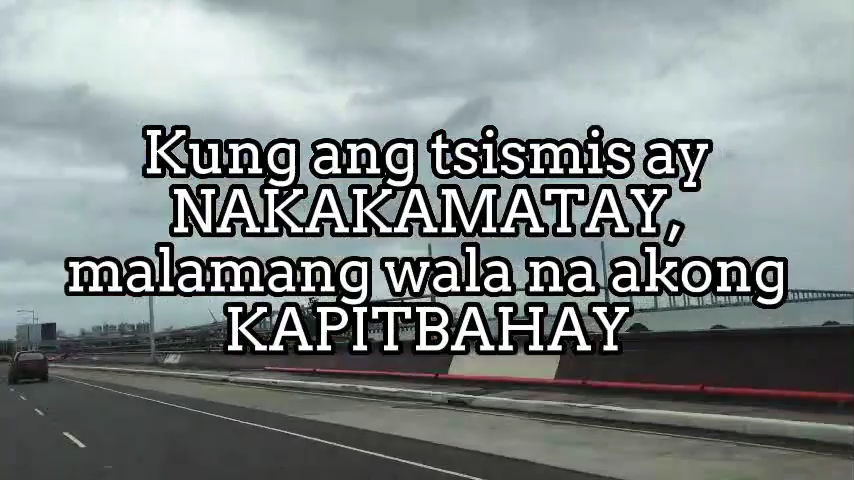 Kung ang tsismis ay
NAKAKAMATAY,
malamang wala na akong
KAPITBAHAY